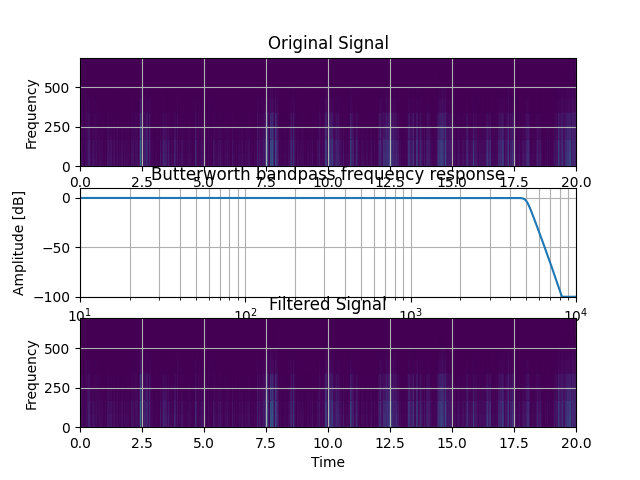 Original Signal
Frequency
500
250
0
0.0 2.5 5.0 7.5 10.0 12.5 15.0 17.5 20.0
Butterworth bandpass frequency response
Amplitude [dB]
0
−50
−100
10¹ 10² 10³ 10⁴
Filtered Signal
Frequency
500
250
0
0.0 2.5 5.0 7.5 10.0 12.5 15.0 17.5 20.0
Time